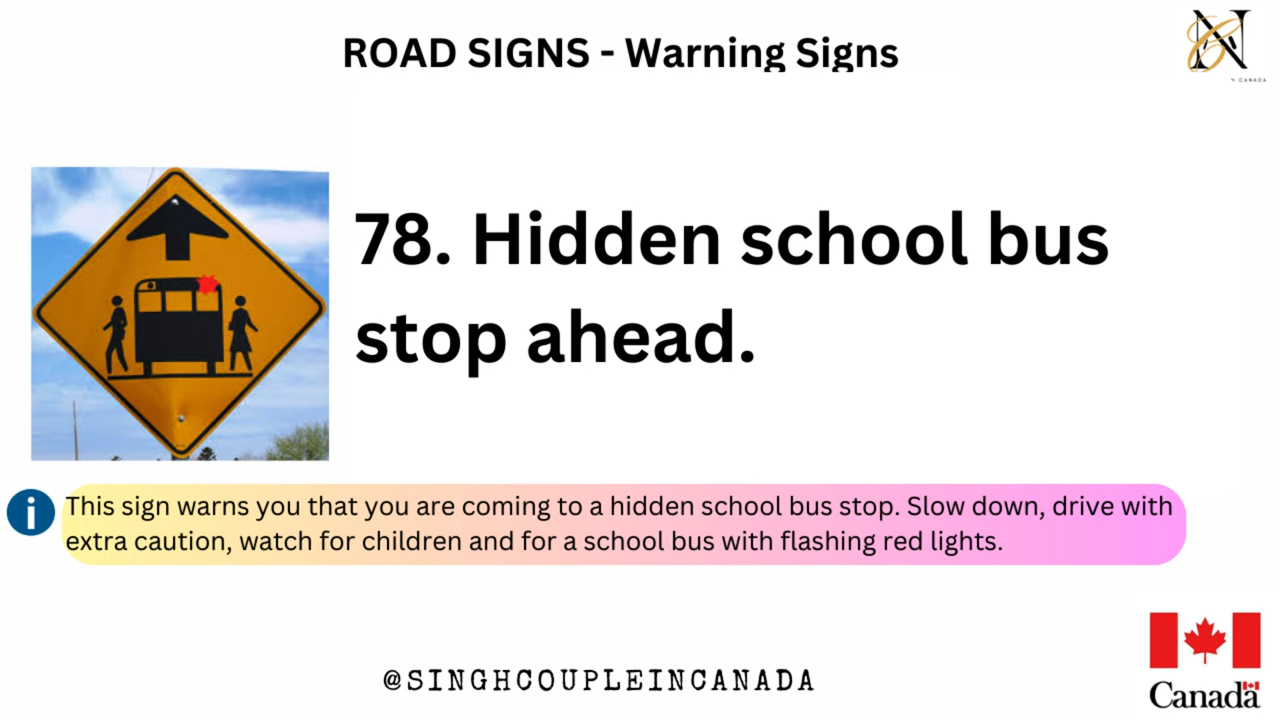 ROAD SIGNS - Warning Signs
N CANADA
78. Hidden school bus
stop ahead.
i
This sign warns you that you are coming to a hidden school bus stop. Slow down, drive with
extra caution, watch for children and for a school bus with flashing red lights.
@SINGHCOUPLEINCANADA
Canada